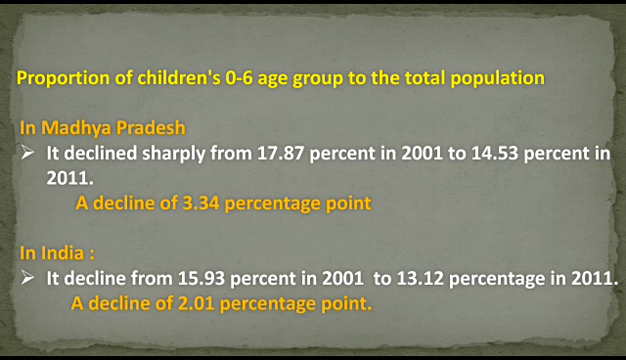 Proportion of children's 0-6 age group to the total population
In Madhya Pradesh
➢ It declined sharply from 17.87 percent in 2001 to 14.53 percent in
2011.
A decline of 3.34 percentage point
In India :
➢ It decline from 15.93 percent in 2001 to 13.12 percentage in 2011.
A decline of 2.01 percentage point.